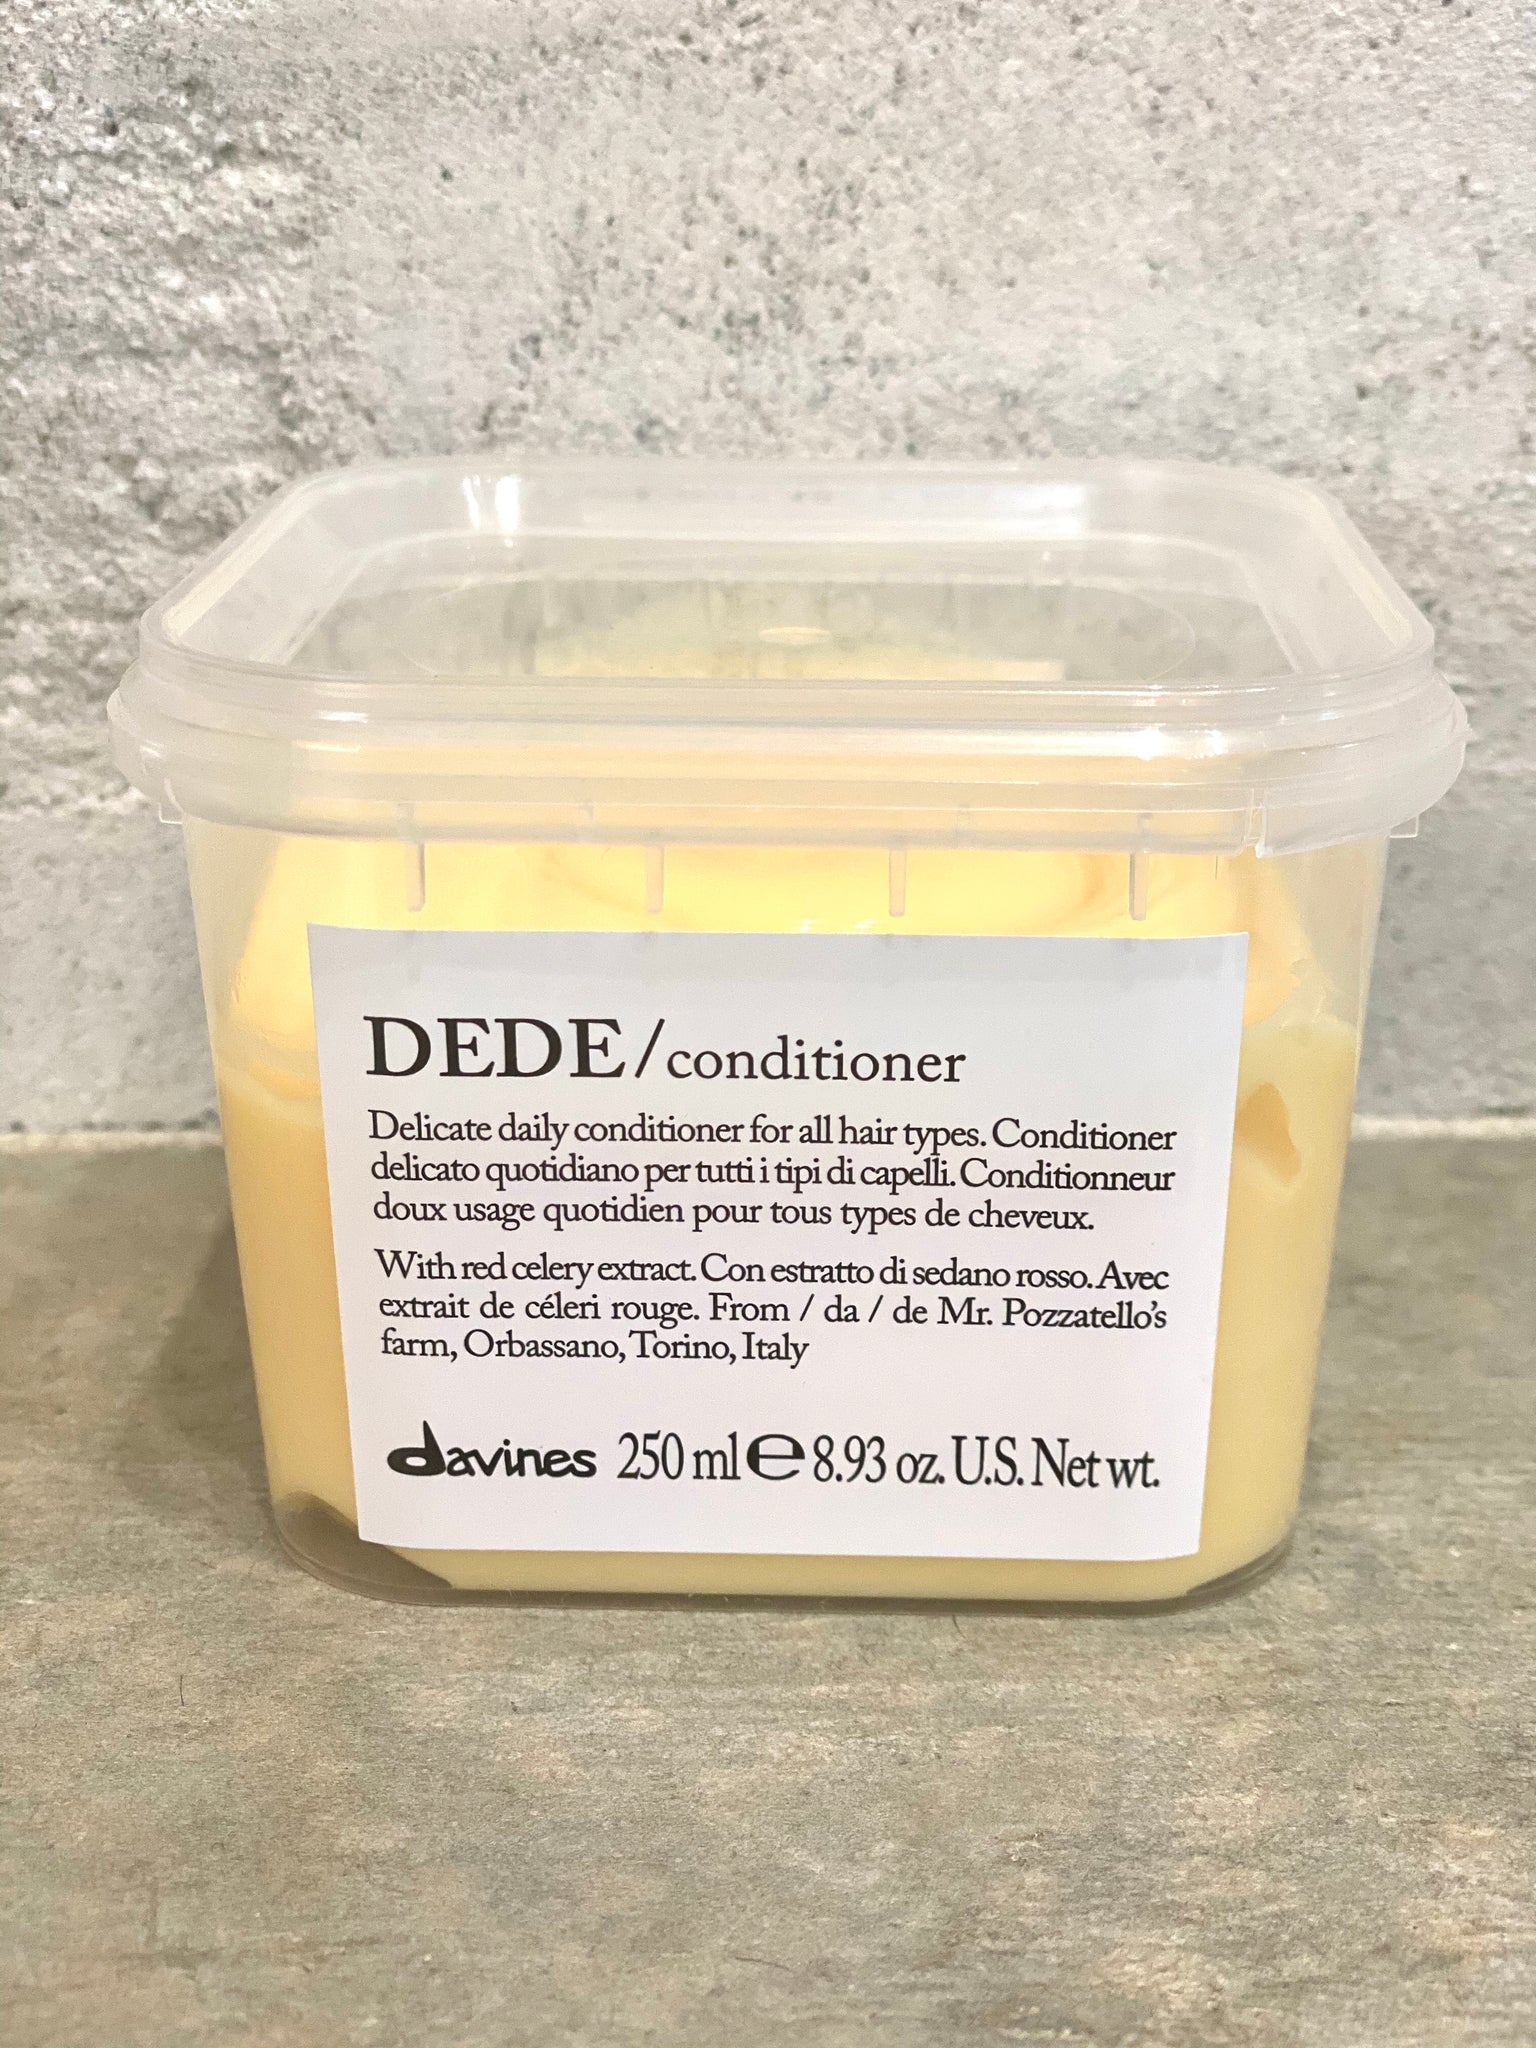 DEDE/conditioner
Delicate daily conditioner for all hair types. Conditioner
delicato quotidiano per tutti i tipi di capelli. Conditionneur
doux usage quotidien pour tous types de cheveux.
With red celery extract. Con estratto di sedano rosso. Avec
extrait de céleri rouge. From / da / de Mr. Pozzatello's
farm, Orbassano, Torino, Italy
davines 250 ml ℮ 8.93 oz. U.S. Net wt.